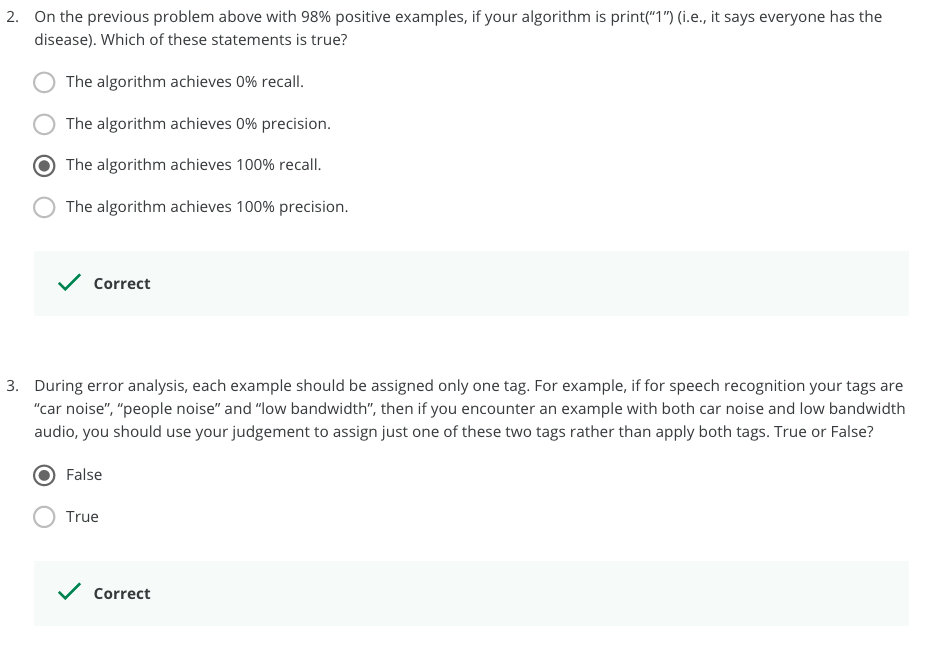 2. On the previous problem above with 98% positive examples, if your algorithm is print(“1”) (i.e., it says everyone has the
disease). Which of these statements is true?
The algorithm achieves 0% recall.
The algorithm achieves 0% precision.
The algorithm achieves 100% recall.
The algorithm achieves 100% precision.
Correct
3. During error analysis, each example should be assigned only one tag. For example, if for speech recognition your tags are
“car noise”, “people noise” and “low bandwidth”, then if you encounter an example with both car noise and low bandwidth
audio, you should use your judgement to assign just one of these two tags rather than apply both tags. True or False?
False
True
Correct